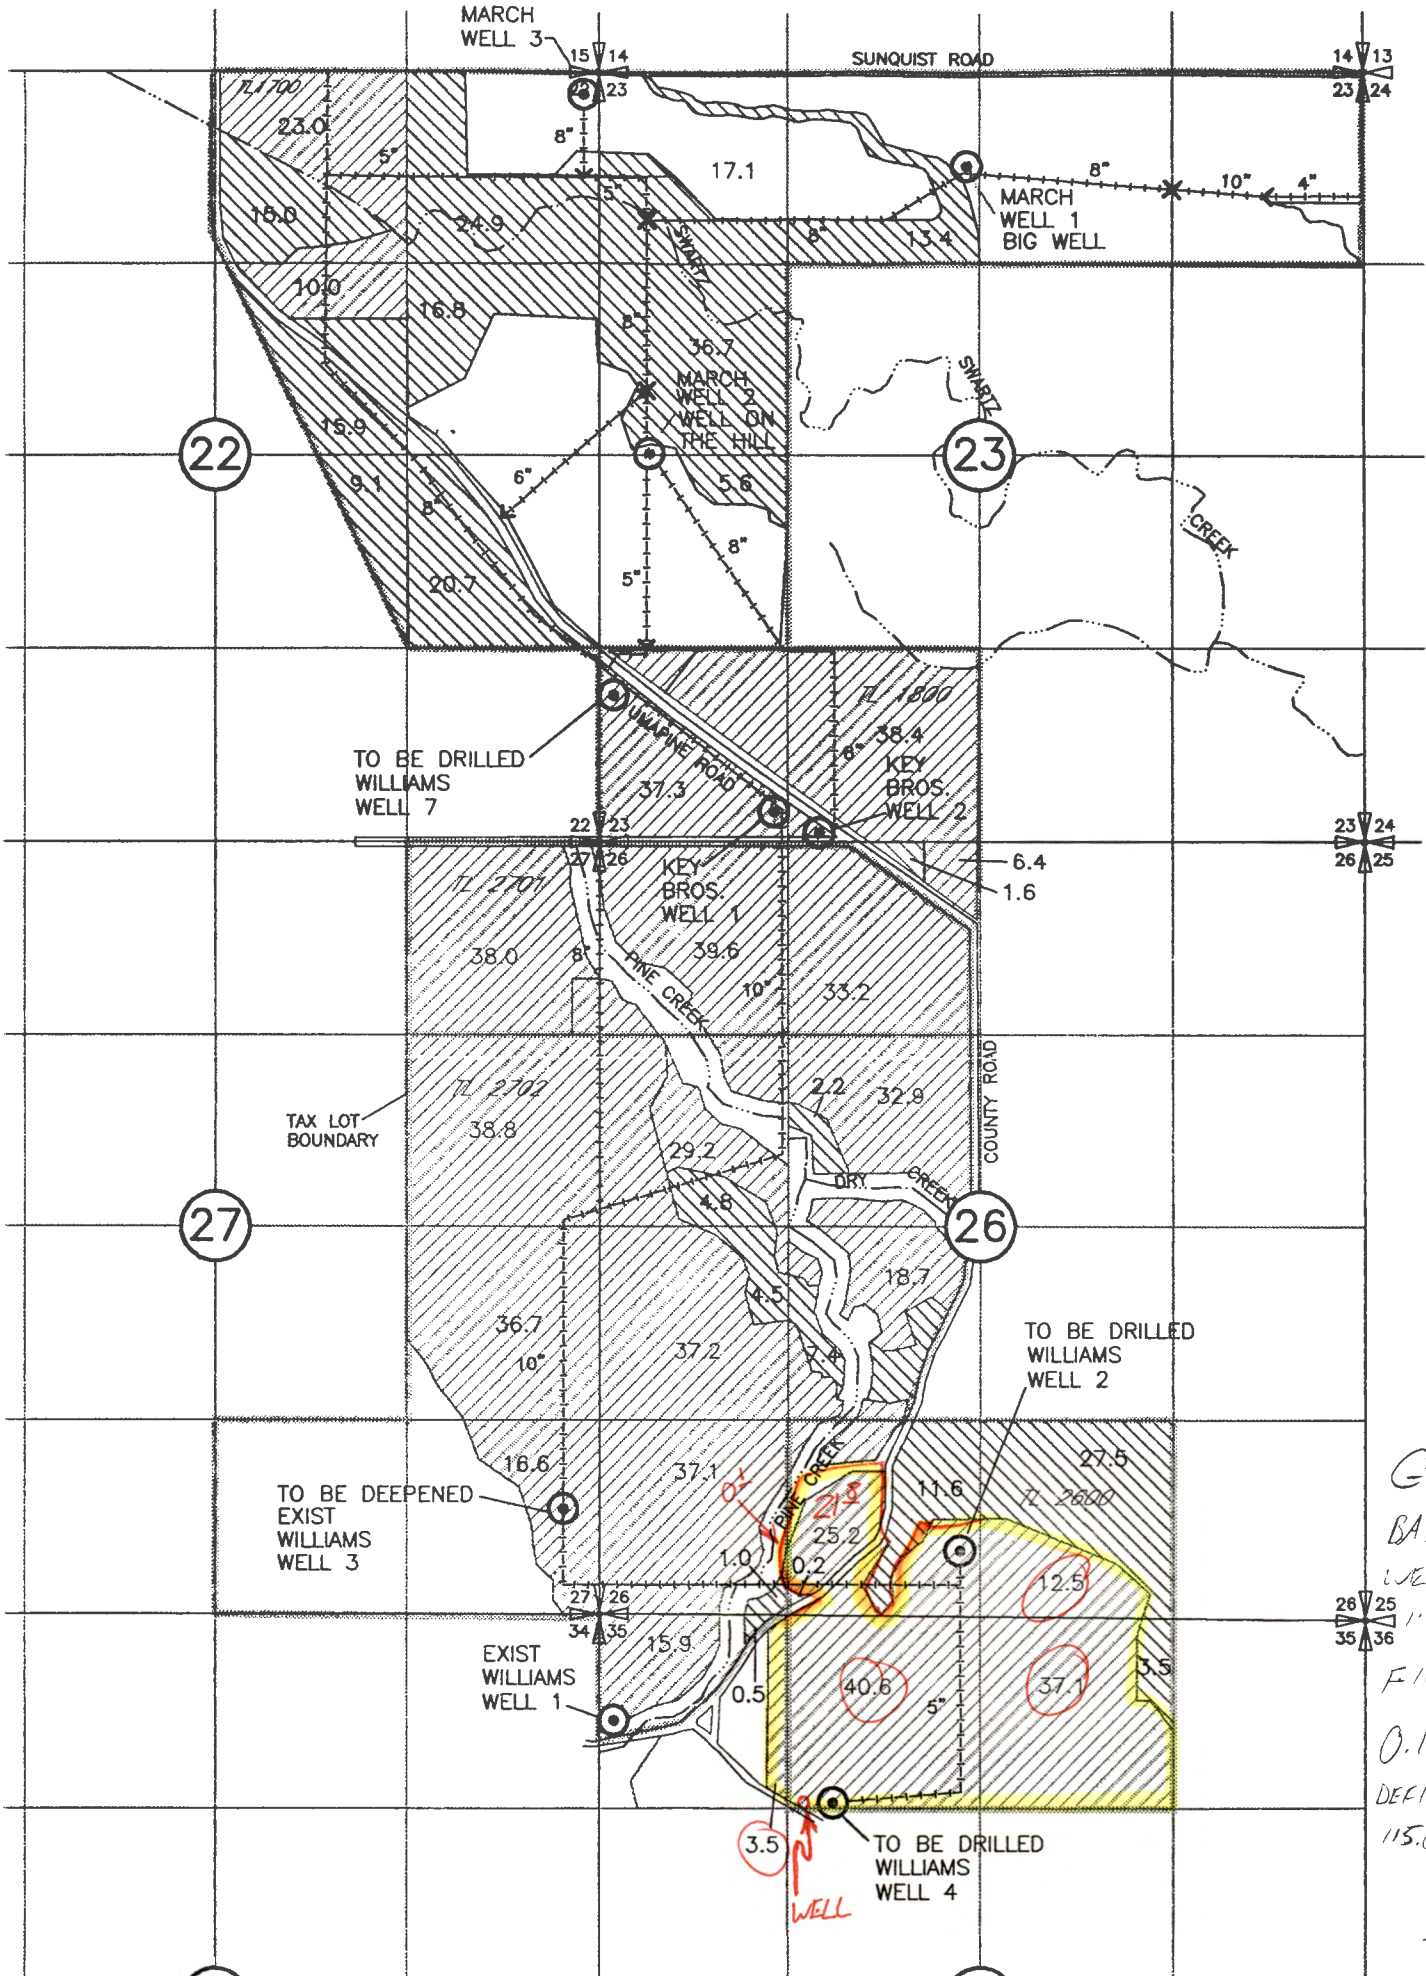 MARCH
WELL 3
15 14
22 23
SUNQUIST ROAD
14 13
23 24
TL 1700
23.0
8"
5"
17.1
8"
10"
4"
MARCH
WELL 1
BIG WELL
5"
15.0
24.9
SWARTZ
8"
13.4
10.0
16.8
8"
36.7
SWARTZ
MARCH
WELL 2
WELL ON
THE HILL
15.9
22
23
9.1
6"
5.6
8"
8"
CREEK
20.7
5"
TL 1800
38.4
UMAPINE ROAD
8"
KEY
BROS.
WELL 2
TO BE DRILLED
WILLIAMS
WELL 7
37.3
22 23
27 26
23 24
26 25
6.4
1.6
TL 2701
KEY
BROS.
WELL 1
38.0
8"
39.6
PINE CREEK
10"
33.2
COUNTY ROAD
TL 2702
38.8
TAX LOT
BOUNDARY
2.2
32.9
29.2
4.8
DRY CREEK
27
26
18.7
4.5
36.7
10"
37.2
7.4
TO BE DRILLED
WILLIAMS
WELL 2
16.6
37.1
PINE CREEK
27.5
11.6
TL 2600
TO BE DEEPENED
EXIST
WILLIAMS
WELL 3
21.8
25.2
1.0
0.2
12.5
27 26
34 35
26 25
35 36
15.9
EXIST
WILLIAMS
WELL 1
0.5
40.6
37.1
3.5
5"
3.5
TO BE DRILLED
WILLIAMS
WELL 4
WELL